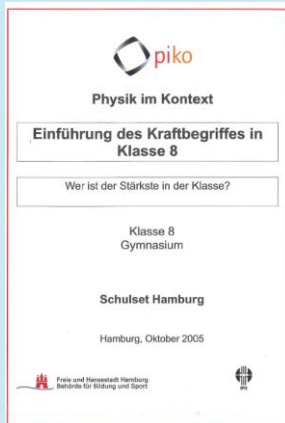 piko
Physik im Kontext
Einführung des Kraftbegriffes in
Klasse 8
Wer ist der Stärkste in der Klasse?
Klasse 8
Gymnasium
Schulset Hamburg
Hamburg, Oktober 2005
Freie und Hansestadt Hamburg
Behörde für Bildung und Sport
IPN